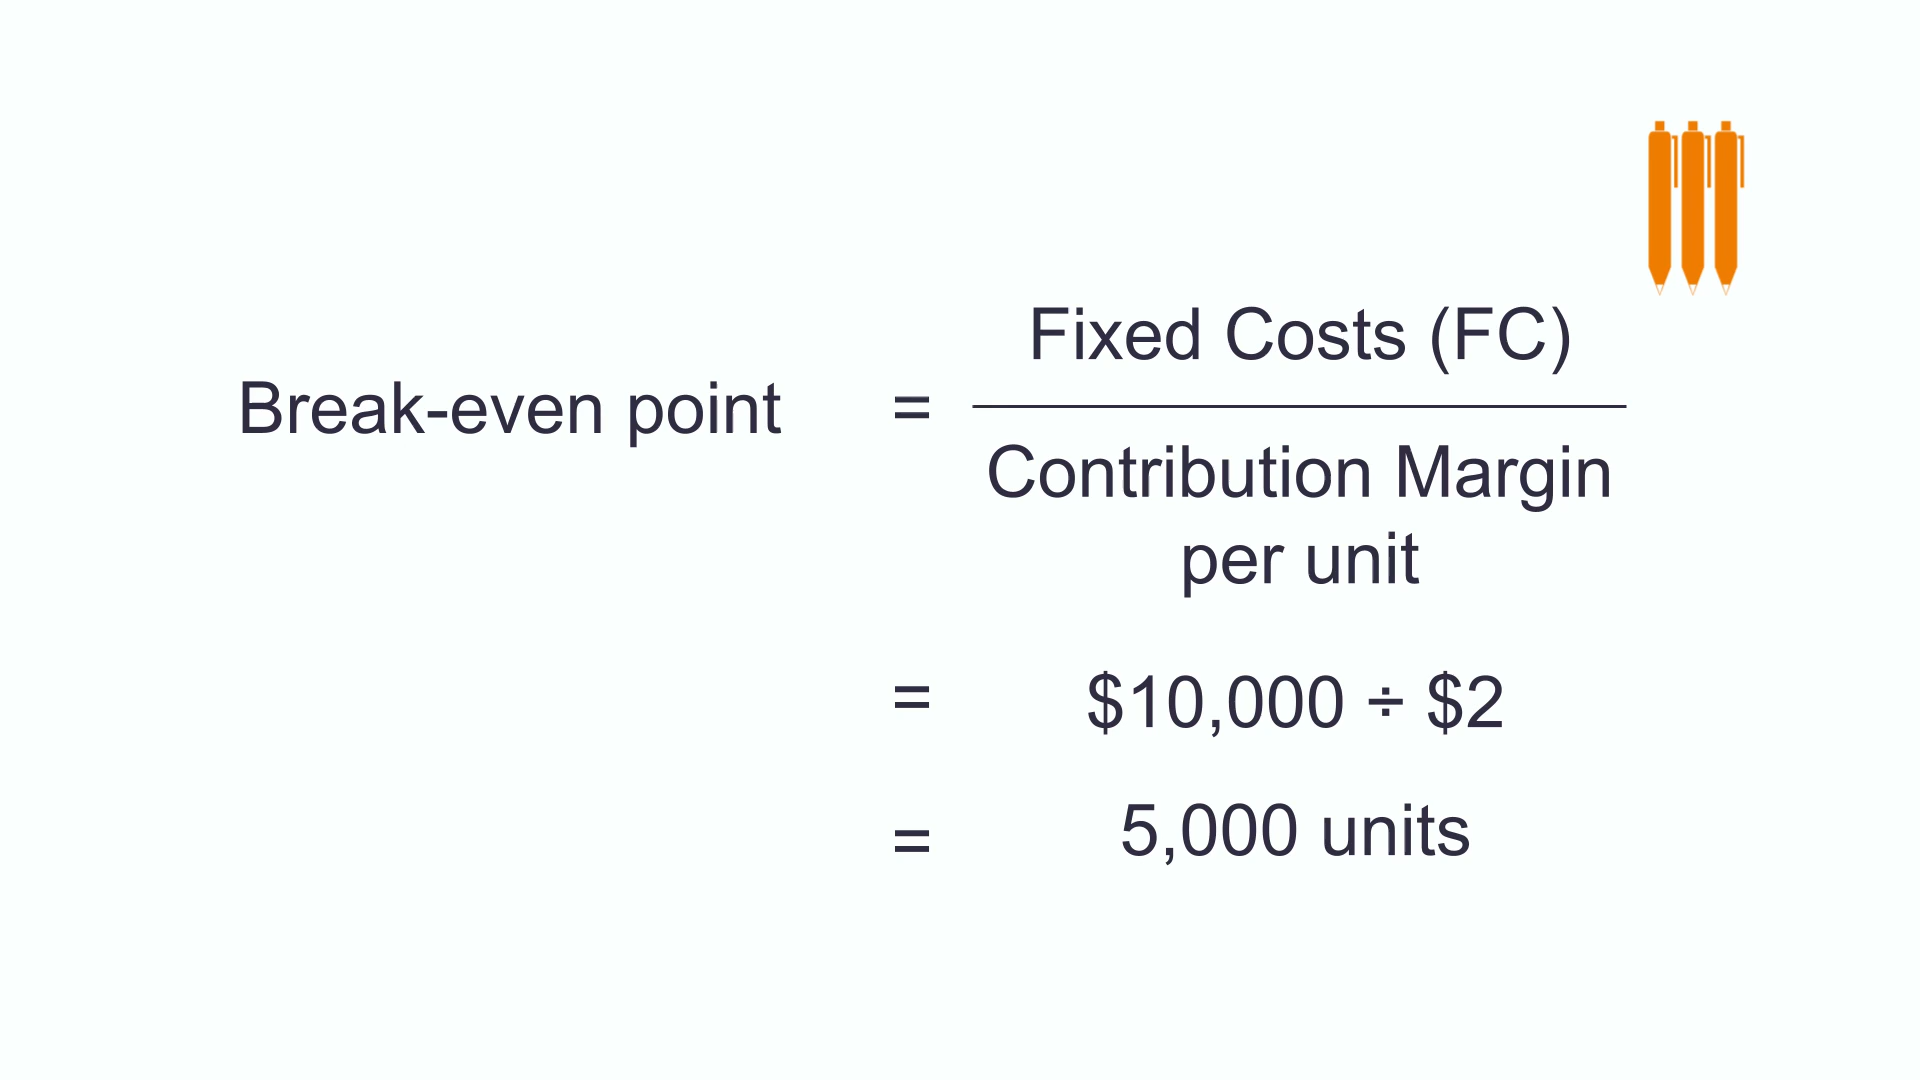 Fixed Costs (FC)
Break-even point =
Contribution Margin
per unit
= $10,000 ÷ $2
= 5,000 units